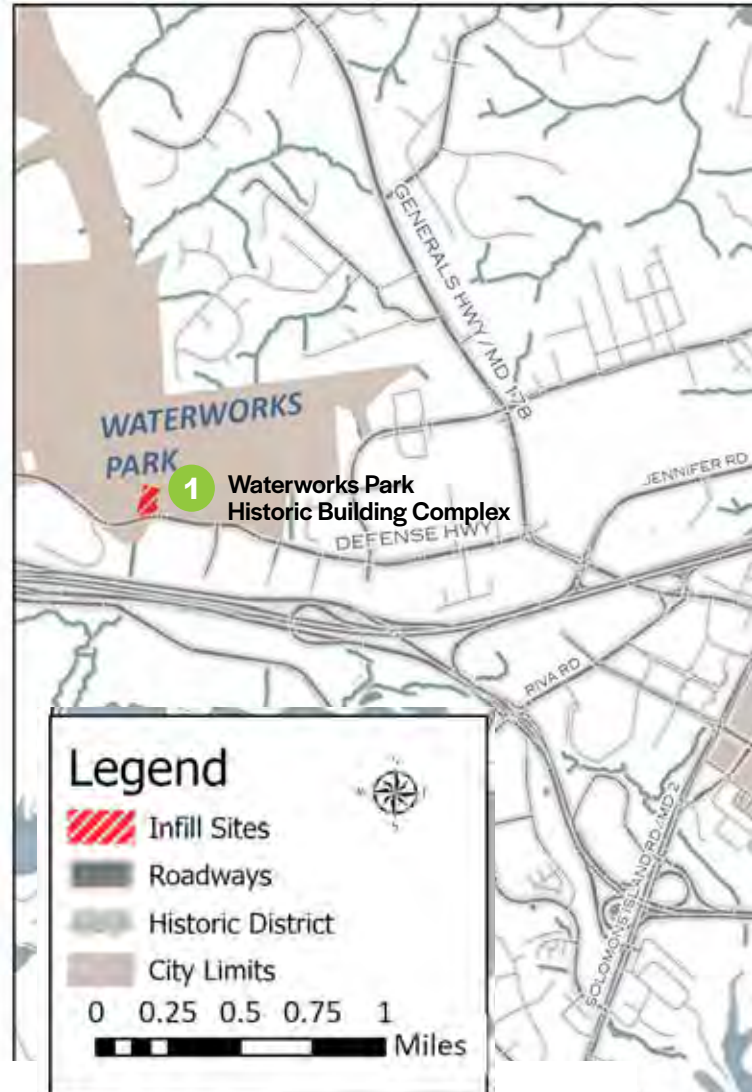 GENERALS HWY / MD 178
WATERWORKS
PARK
1
Waterworks Park
Historic Building Complex
JENNIFER RD
DEFENSE HWY
RIVA RD
SOLOMONS ISLAND RD / MD 2
Legend
Infill Sites
Roadways
Historic District
City Limits
0 0.25 0.5 0.75 1
Miles